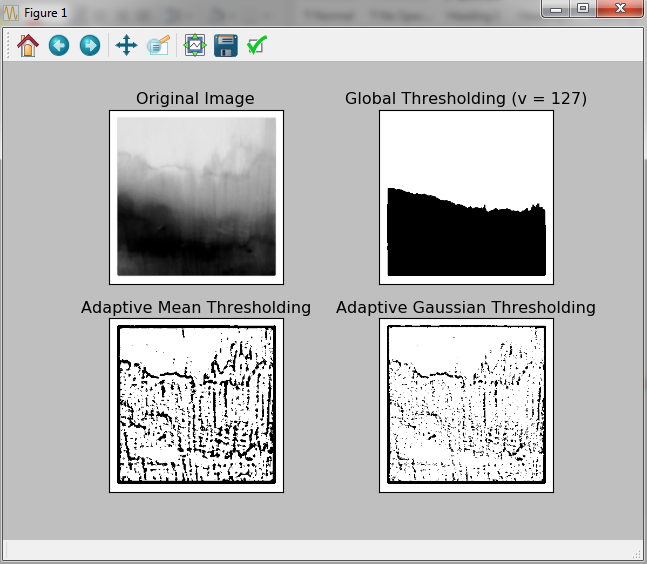 Figure 1
Original Image
Global Thresholding (v = 127)
Adaptive Mean Thresholding
Adaptive Gaussian Thresholding